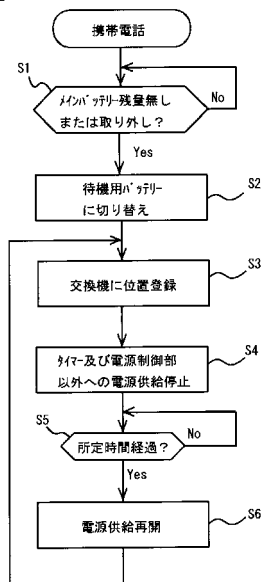 携帯電話
S1
メインバッテリー残量無し
または取り外し？
No
Yes
S2
待機用バッテリー
に切り替え
S3
交換機に位置登録
S4
タイマー及び電源制御部
以外への電源供給停止
S5
所定時間経過？
No
Yes
S6
電源供給再開